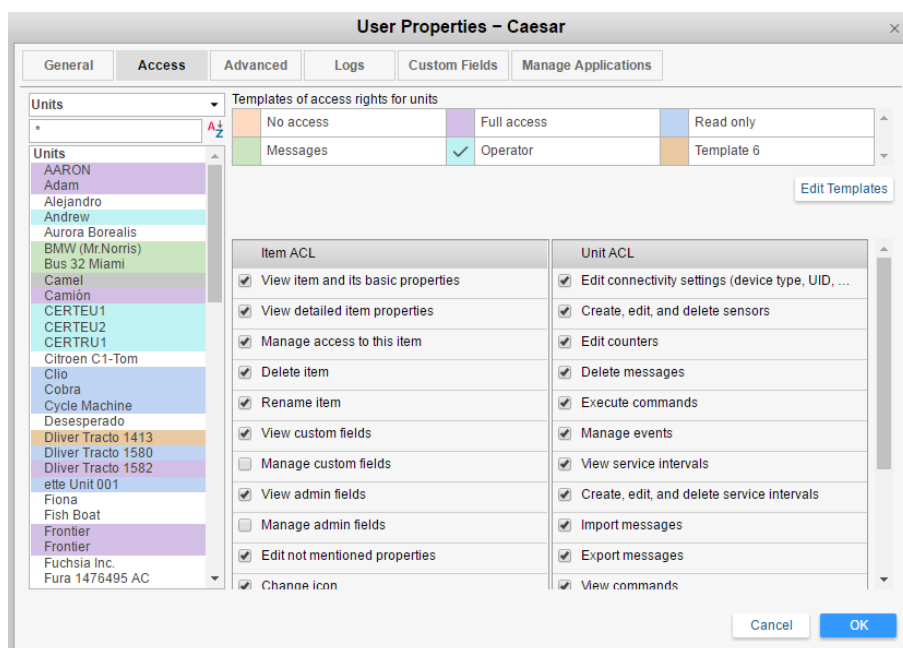 User Properties – Caesar
General Access Advanced Logs Custom Fields Manage Applications
Units
*
Units
AARON
Adam
Alejandro
Andrew
Aurora Borealis
BMW (Mr.Norris)
Bus 32 Miami
Camel
Camión
CERTEU1
CERTEU2
CERTRU1
Citroen C1-Tom
Clio
Cobra
Cycle Machine
Desesperado
Dliver Tracto 1413
Dliver Tracto 1580
Dliver Tracto 1582
ette Unit 001
Fiona
Fish Boat
Frontier
Frontier
Fuchsia Inc.
Fura 1476495 AC
Templates of access rights for units
No access Full access Read only
Messages Operator Template 6
Edit Templates
Item ACL
View item and its basic properties
View detailed item properties
Manage access to this item
Delete item
Rename item
View custom fields
Manage custom fields
View admin fields
Manage admin fields
Edit not mentioned properties
Change icon
Unit ACL
Edit connectivity settings (device type, UID, ...
Create, edit, and delete sensors
Edit counters
Delete messages
Execute commands
Manage events
View service intervals
Create, edit, and delete service intervals
Import messages
Export messages
View commands
Cancel OK